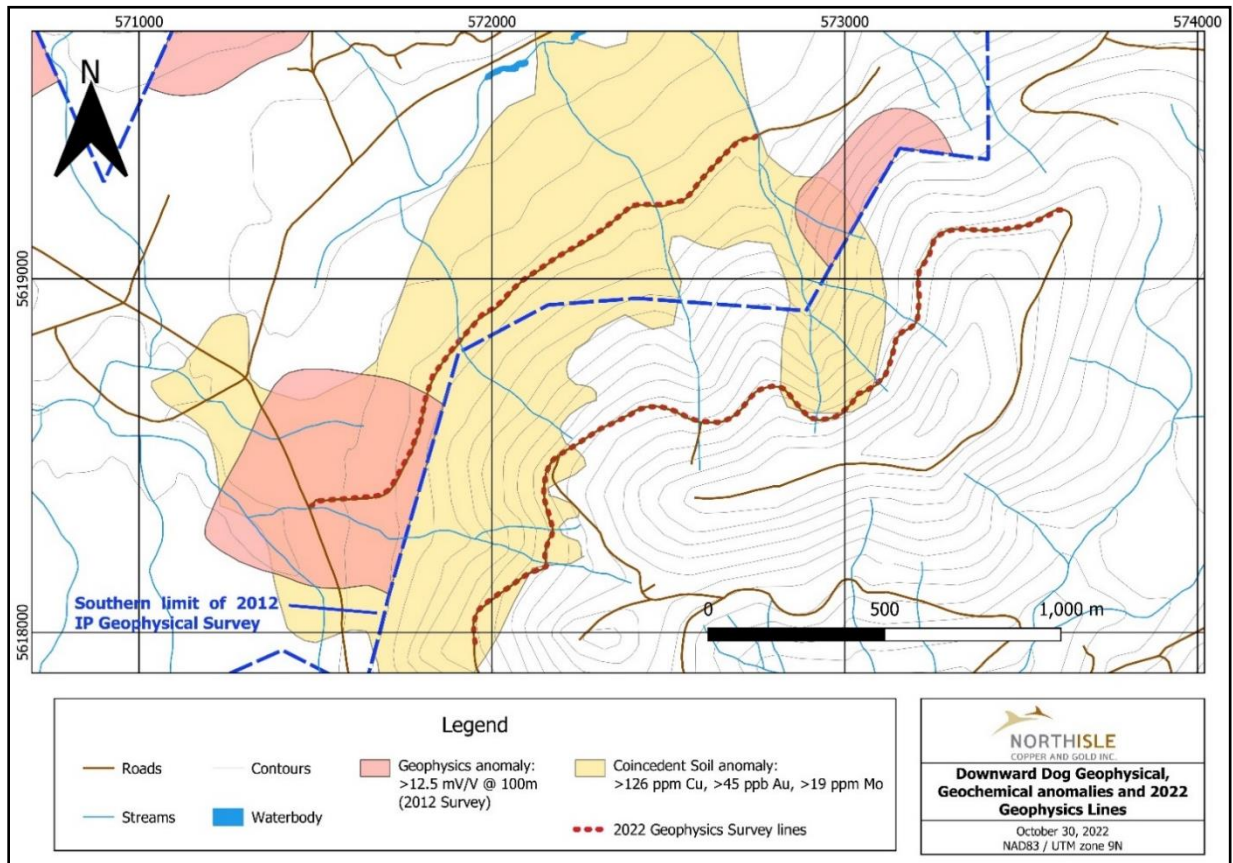 571000
572000
573000
574000
N
5619000
5618000
Southern limit of 2012
IP Geophysical Survey
0
500
1,000 m
Legend
Roads
Contours
Geophysics anomaly:
>12.5 mV/V @ 100m
(2012 Survey)
Coincedent Soil anomaly:
>126 ppm Cu, >45 ppb Au, >19 ppm Mo
Streams
Waterbody
2022 Geophysics Survey lines
NORTHISLE
COPPER AND GOLD INC.
Downward Dog Geophysical,
Geochemical anomalies and 2022
Geophysics Lines
October 30, 2022
NAD83 / UTM zone 9N